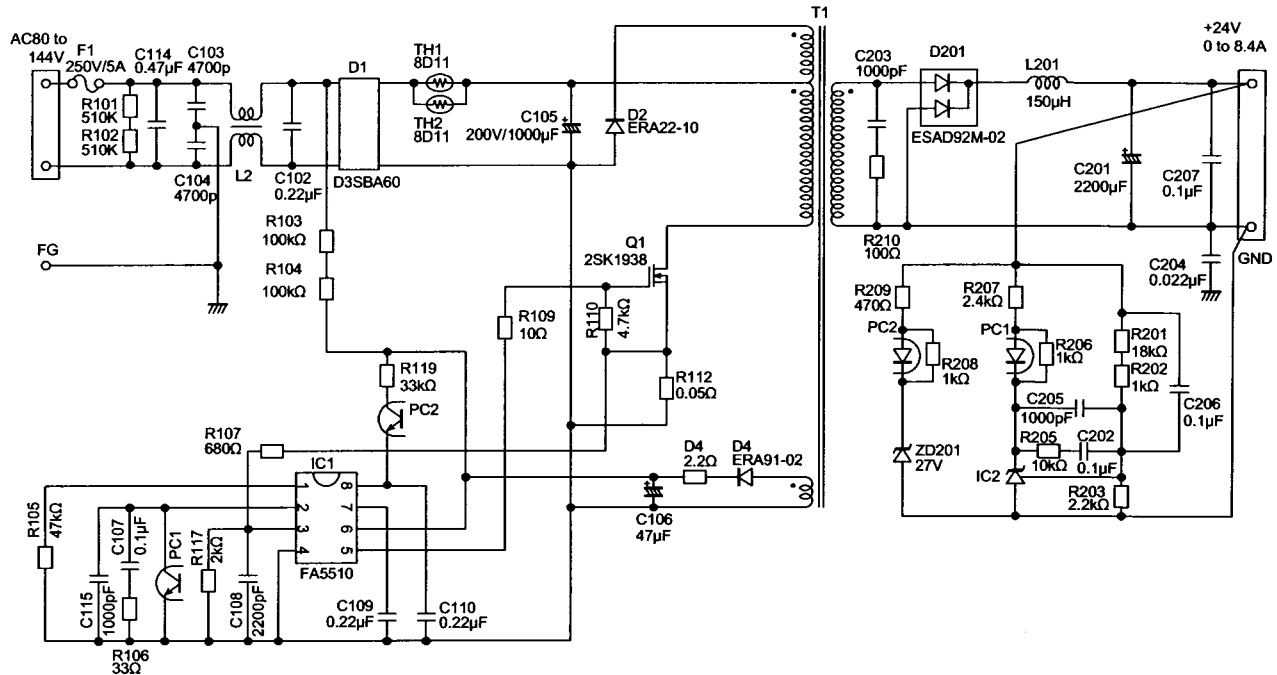 AC80 to
144V
F1
250V/5A
C114
0.47µF
C103
4700p
R101
510K
R102
510K
C104
4700p
L2
C102
0.22µF
D1
D3SBA60
TH1
8D11
TH2
8D11
C105
200V/1000µF
D2
ERA22-10
T1
C203
1000pF
D201
ESAD92M-02
L201
150µH
+24V
0 to 8.4A
C201
2200µF
C207
0.1µF
R210
100Ω
C204
0.022µF
GND
FG
R103
100kΩ
R104
100kΩ
Q1
2SK1938
R109
10Ω
R110
4.7kΩ
R112
0.05Ω
R119
33kΩ
PC2
R107
680Ω
IC1
1
2
3
4
8
7
6
5
FA5510
D4
2.2Ω
D4
ERA91-02
C106
47µF
R209
470Ω
PC2
R208
1kΩ
ZD201
27V
R207
2.4kΩ
PC1
R206
1kΩ
R201
18kΩ
R202
1kΩ
C206
0.1µF
C205
1000pF
R205
10kΩ
C202
0.1µF
IC2
R203
2.2kΩ
R105
47kΩ
C115
1000pF
C107
0.1µF
R106
33Ω
PC1
R117
2kΩ
C108
2200pF
C109
0.22µF
C110
0.22µF